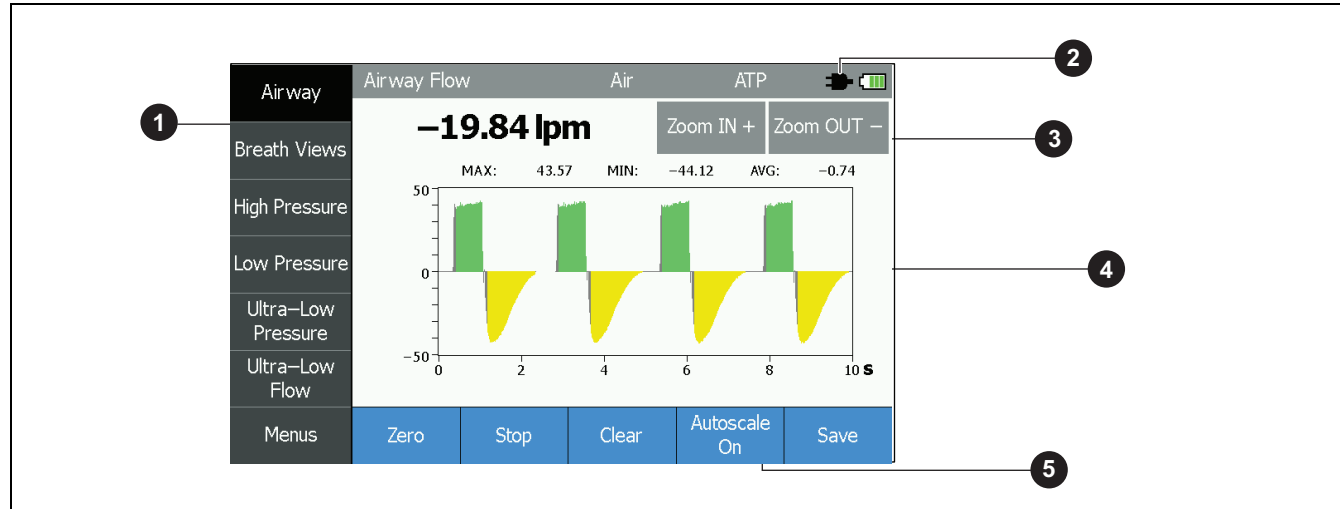 2
Airway
Airway Flow Air ATP
1
−19.84 lpm
Zoom IN + Zoom OUT −
3
Breath Views
MAX: 43.57 MIN: −44.12 AVG: −0.74
High Pressure
50
Low Pressure
0
4
Ultra−Low
Pressure
−50
0 2 4 6 8 10 S
Ultra−Low
Flow
Menus
Zero
Stop
Clear
Autoscale
On
Save
5